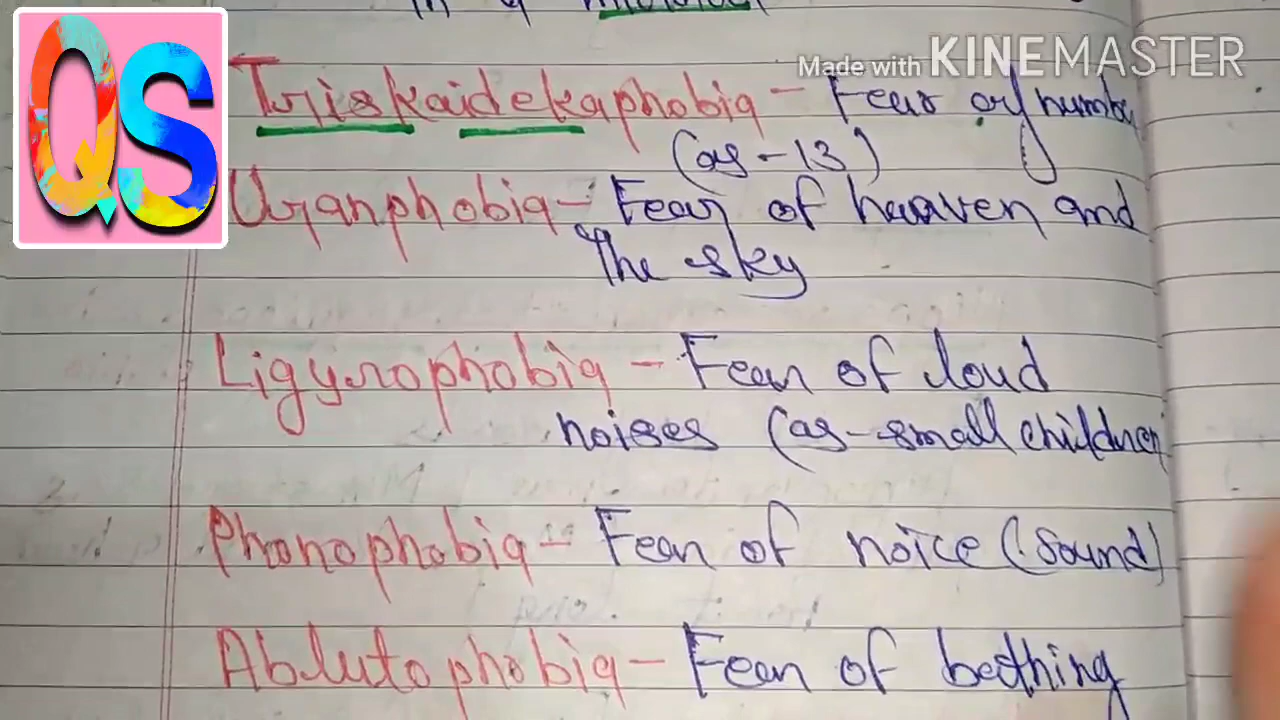 in a
QS
Made with KINEMASTER
Triskaidekaphobia - Fear of number
(as - 13)
Uranphobia - Fear of heaven and
the sky
Ligyrophobia - Fear of loud
noises (as - small children
Phonophobia - Fear of noice (sound)
Ablutophobia - Fear of bathing